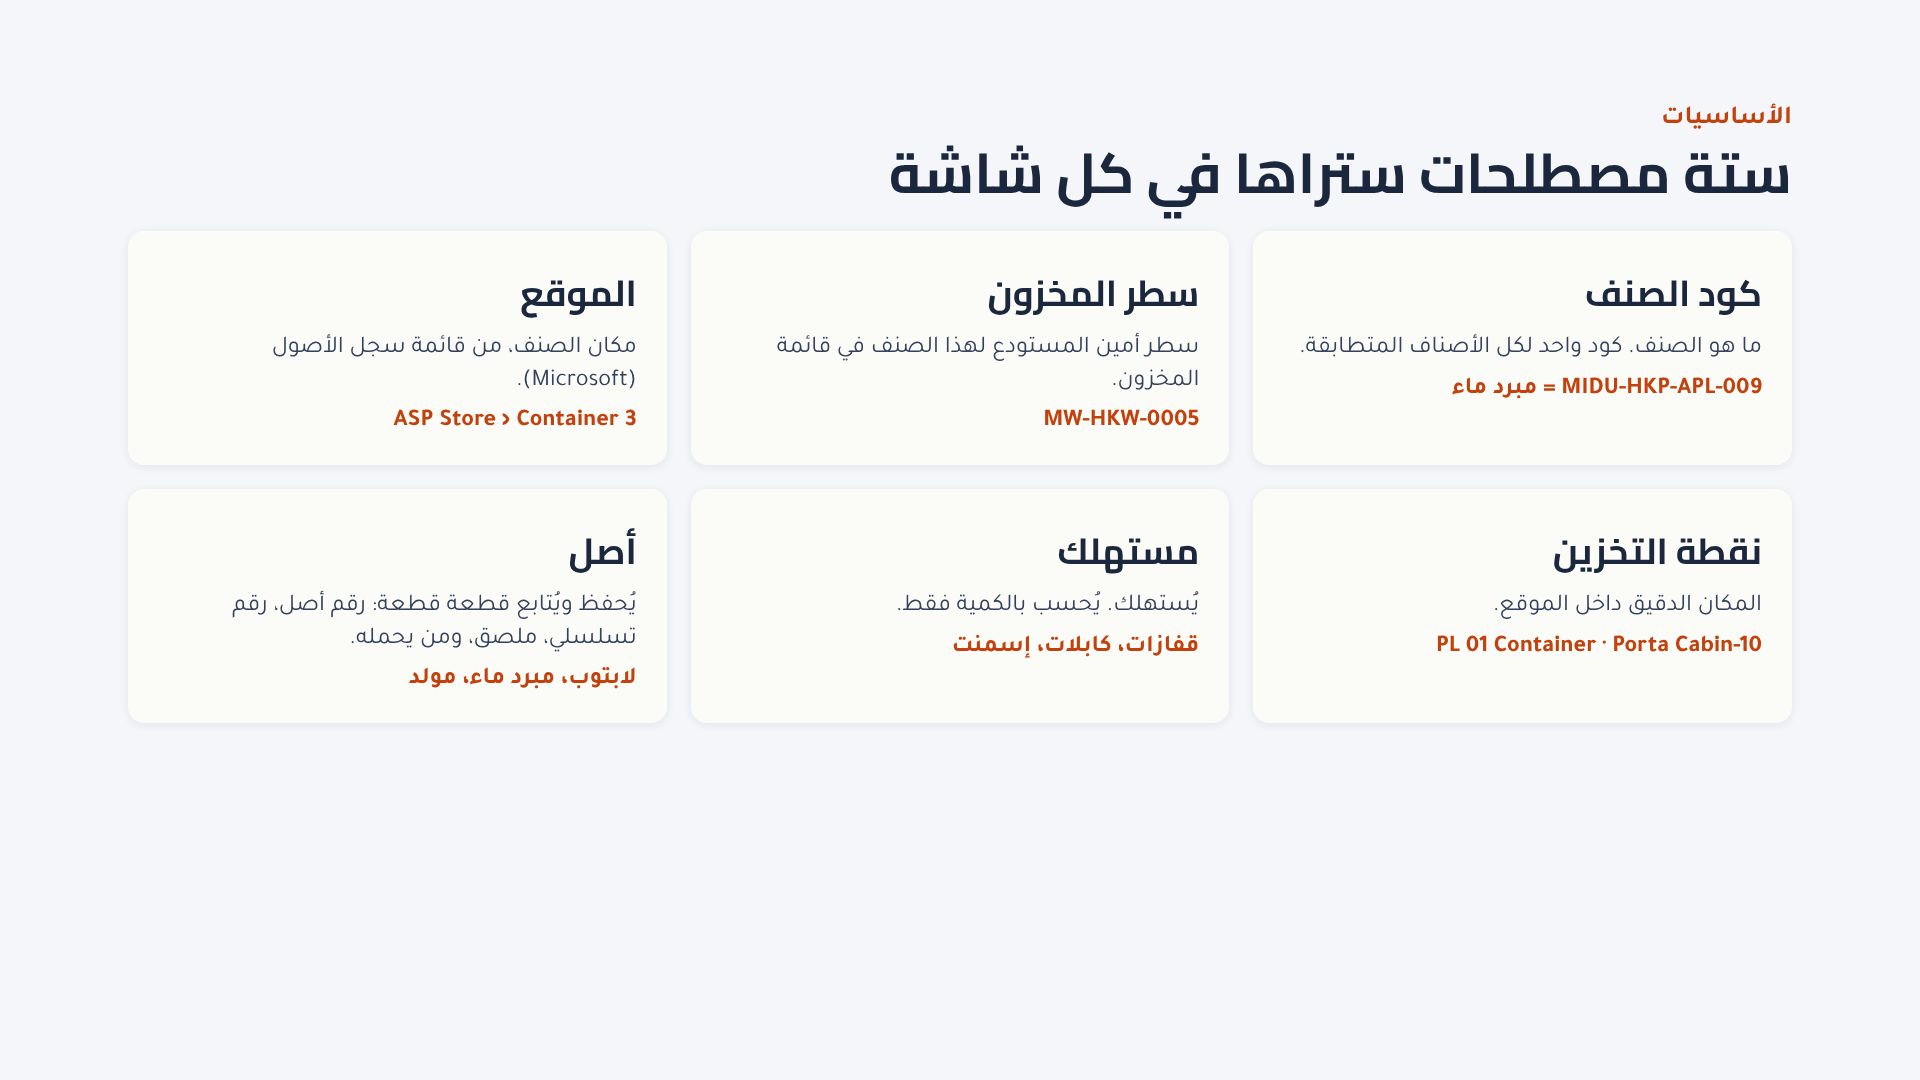 الأساسيات
ستة مصطلحات ستراها في كل شاشة
كود الصنف
ما هو الصنف. كود واحد لكل الأصناف المتطابقة.
MIDU-HKP-APL-009 = مبرد ماء
سطر المخزون
سطر أمين المستودع لهذا الصنف في قائمة
المخزون.
MW-HKW-0005
الموقع
مكان الصنف، من قائمة سجل الأصول
(Microsoft).
ASP Store › Container 3
نقطة التخزين
المكان الدقيق داخل الموقع.
PL 01 Container · Porta Cabin-10
مستهلك
يُستهلك. يُحسب بالكمية فقط.
قفازات، كابلات، إسمنت
أصل
يُحفظ ويُتابع قطعة قطعة: رقم أصل، رقم
تسلسلي، ملصق، ومن يحمله.
لابتوب، مبرد ماء، مولد